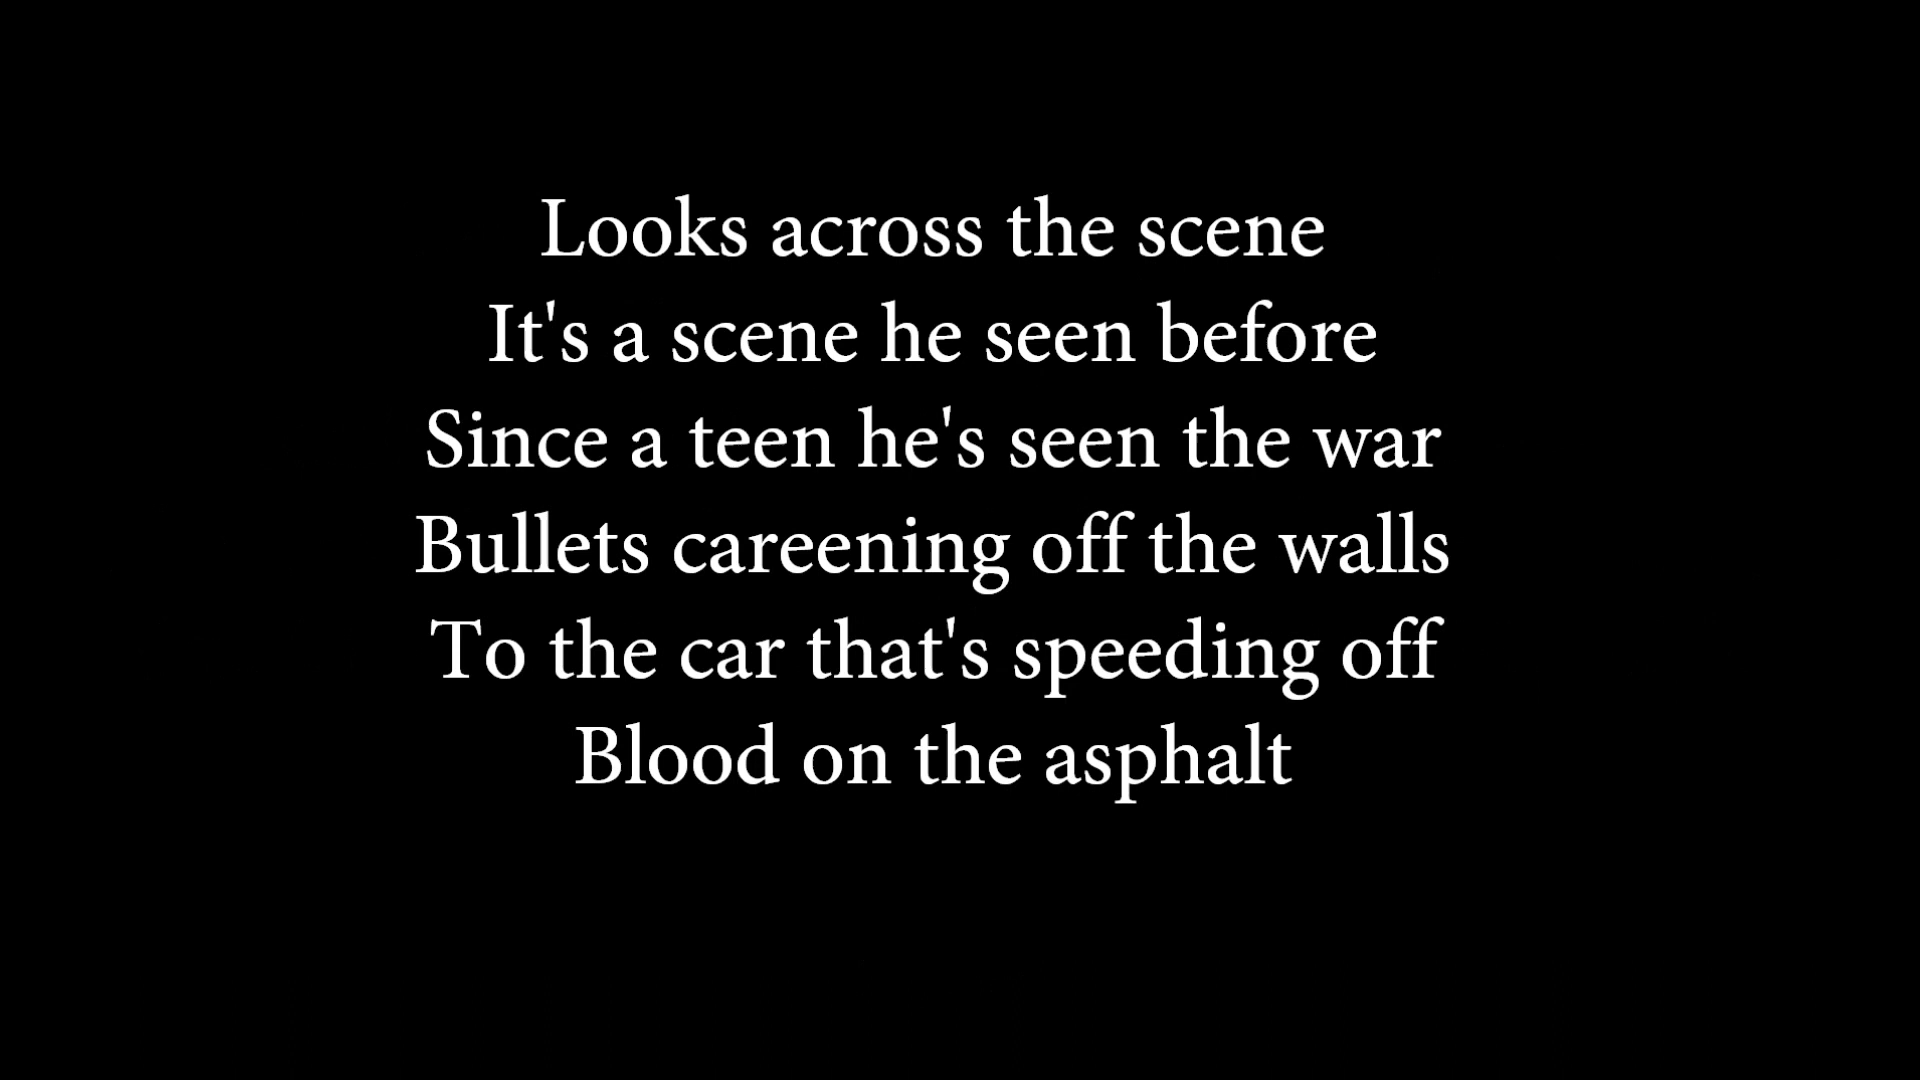 Looks across the scene
It's a scene he seen before
Since a teen he's seen the war
Bullets careening off the walls
To the car that's speeding off
Blood on the asphalt